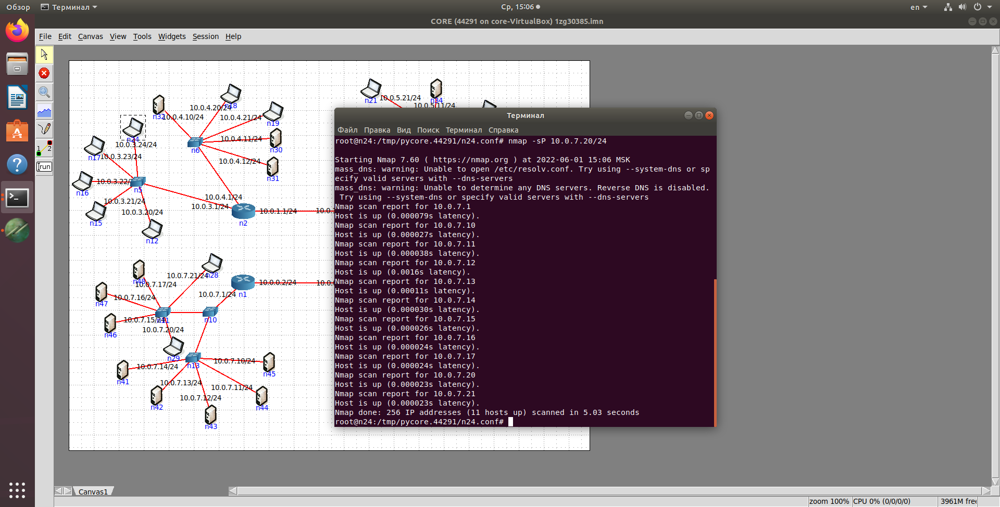 Обзор
Терминал
Ср, 15:06
en
CORE (44291 on core-VirtualBox) 1zg30385.imn
File Edit Canvas View Tools Widgets Session Help
n21
10.0.5.21/24
n34
10.0.5.11/24
n32
10.0.4.10/24
10.0.4.20/24
n18
10.0.4.21/24
n19
n24
10.0.3.24/24
10.0.4.11/24
n30
n6
n17
10.0.3.23/24
10.0.4.12/24
n31
n16
10.0.3.22/
n5
10.0.3.21/24
n15
10.0.3.20/24
n12
10.0.4.1/24
10.0.3.1/24
n2
10.0.1.1/24
10.0.1
n48
10.0.7.17/24
10.0.7.21/24
n28
n47
10.0.7.16/24
10.0.7.1/24
n1
10.0.0.2/24
10.0.0
n46
10.0.7.15/24
n11
n10
10.0.7.20/24
n29
n13
10.0.7.14/24
n41
10.0.7.10/24
n45
10.0.7.13/24
n42
10.0.7.12/24
n43
10.0.7.11/24
n44
1 2
run
Терминал
Файл Правка Вид Поиск Терминал Справка
root@n24:/tmp/pycore.44291/n24.conf# nmap -sP 10.0.7.20/24
Starting Nmap 7.60 ( https://nmap.org ) at 2022-06-01 15:06 MSK
mass_dns: warning: Unable to open /etc/resolv.conf. Try using --system-dns or sp
ecify valid servers with --dns-servers
mass_dns: warning: Unable to determine any DNS servers. Reverse DNS is disabled.
Try using --system-dns or specify valid servers with --dns-servers
Nmap scan report for 10.0.7.1
Host is up (0.000079s latency).
Nmap scan report for 10.0.7.10
Host is up (0.000027s latency).
Nmap scan report for 10.0.7.11
Host is up (0.000038s latency).
Nmap scan report for 10.0.7.12
Host is up (0.0016s latency).
Nmap scan report for 10.0.7.13
Host is up (0.00011s latency).
Nmap scan report for 10.0.7.14
Host is up (0.000030s latency).
Nmap scan report for 10.0.7.15
Host is up (0.000026s latency).
Nmap scan report for 10.0.7.16
Host is up (0.000024s latency).
Nmap scan report for 10.0.7.17
Host is up (0.000024s latency).
Nmap scan report for 10.0.7.20
Host is up (0.000023s latency).
Nmap scan report for 10.0.7.21
Host is up (0.000023s latency).
Nmap done: 256 IP addresses (11 hosts up) scanned in 5.03 seconds
root@n24:/tmp/pycore.44291/n24.conf#
Canvas1
zoom 100%
CPU 0% (0/0/0/0)
3961M free